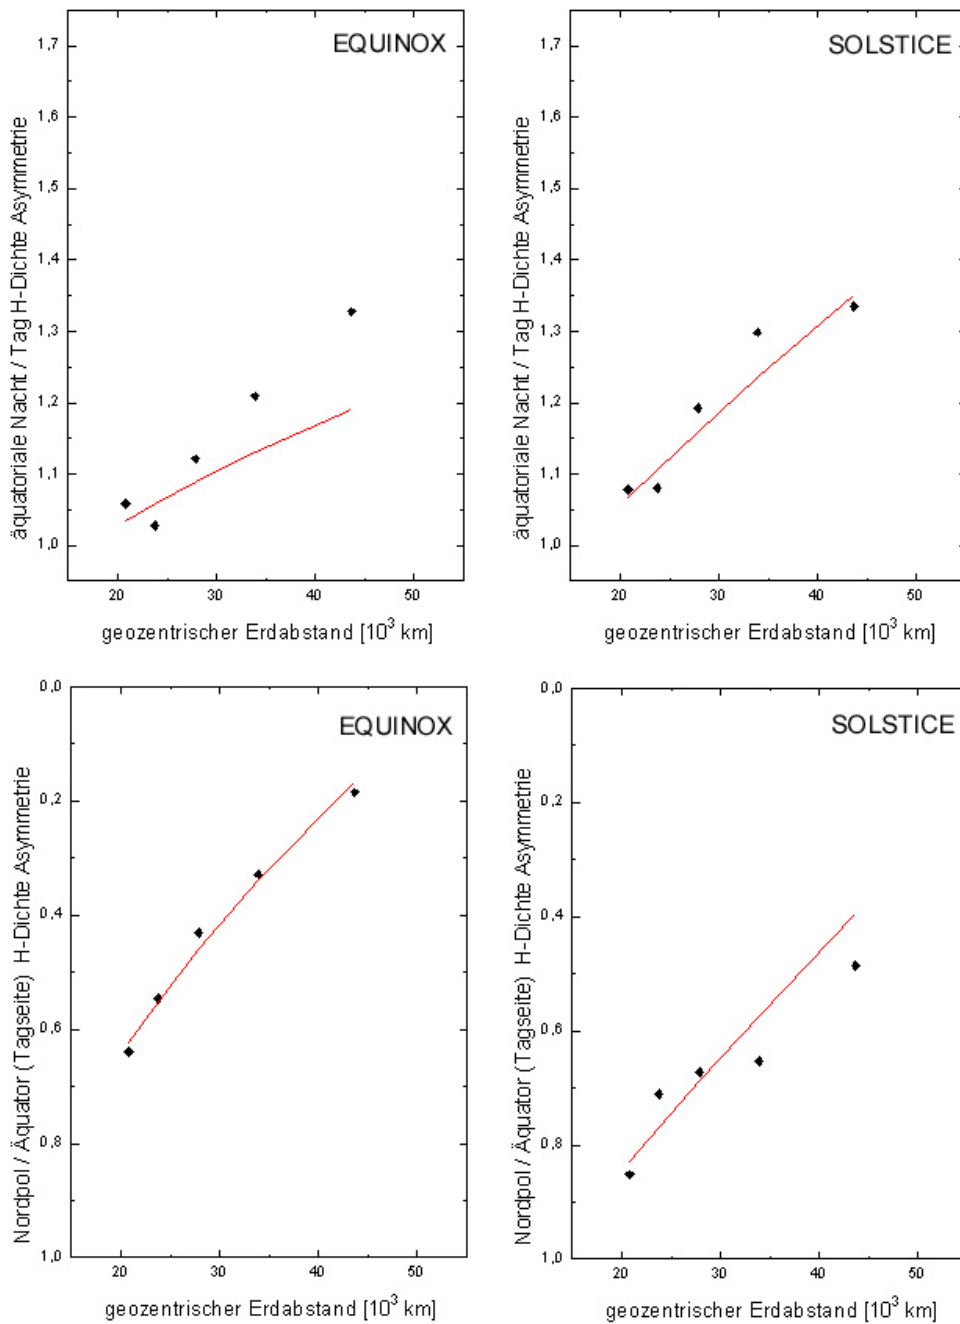 EQUINOX
äquatoriale Nacht / Tag H-Dichte Asymmetrie
1,7
1,6
1,5
1,4
1,3
1,2
1,1
1,0
20 30 40 50
geozentrischer Erdabstand [10³ km]
SOLSTICE
äquatoriale Nacht / Tag H-Dichte Asymmetrie
1,7
1,6
1,5
1,4
1,3
1,2
1,1
1,0
20 30 40 50
geozentrischer Erdabstand [10³ km]
EQUINOX
Nordpol / Äquator (Tagseite) H-Dichte Asymmetrie
0,0
0,2
0,4
0,6
0,8
1,0
20 30 40 50
geozentrischer Erdabstand [10³ km]
SOLSTICE
Nordpol / Äquator (Tagseite) H-Dichte Asymmetrie
0,0
0,2
0,4
0,6
0,8
1,0
20 30 40 50
geozentrischer Erdabstand [10³ km]